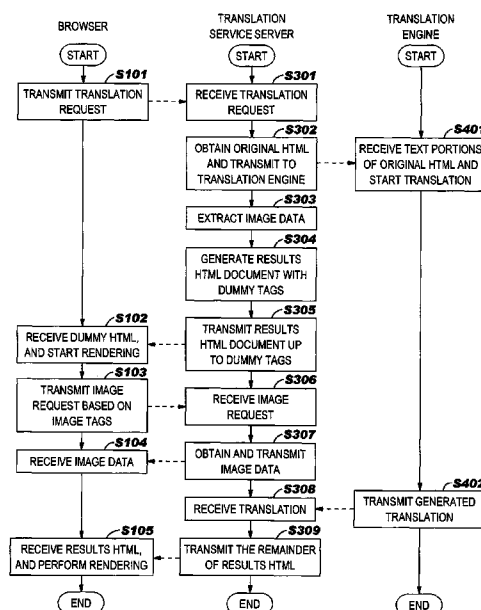 BROWSER
START
S101
TRANSMIT TRANSLATION
REQUEST
S102
RECEIVE DUMMY HTML,
AND START RENDERING
S103
TRANSMIT IMAGE
REQUEST BASED ON
IMAGE TAGS
S104
RECEIVE IMAGE DATA
S105
RECEIVE RESULTS HTML,
AND PERFORM RENDERING
END
TRANSLATION
SERVICE SERVER
START
S301
RECEIVE TRANSLATION
REQUEST
S302
OBTAIN ORIGINAL HTML
AND TRANSMIT TO
TRANSLATION ENGINE
S303
EXTRACT IMAGE DATA
S304
GENERATE RESULTS
HTML DOCUMENT WITH
DUMMY TAGS
S305
TRANSMIT RESULTS
HTML DOCUMENT UP
TO DUMMY TAGS
S306
RECEIVE IMAGE
REQUEST
S307
OBTAIN AND TRANSMIT
IMAGE DATA
S308
RECEIVE TRANSLATION
S309
TRANSMIT THE REMAINDER
OF RESULTS HTML
END
TRANSLATION
ENGINE
START
S401
RECEIVE TEXT PORTIONS
OF ORIGINAL HTML AND
START TRANSLATION
S402
TRANSMIT GENERATED
TRANSLATION
END